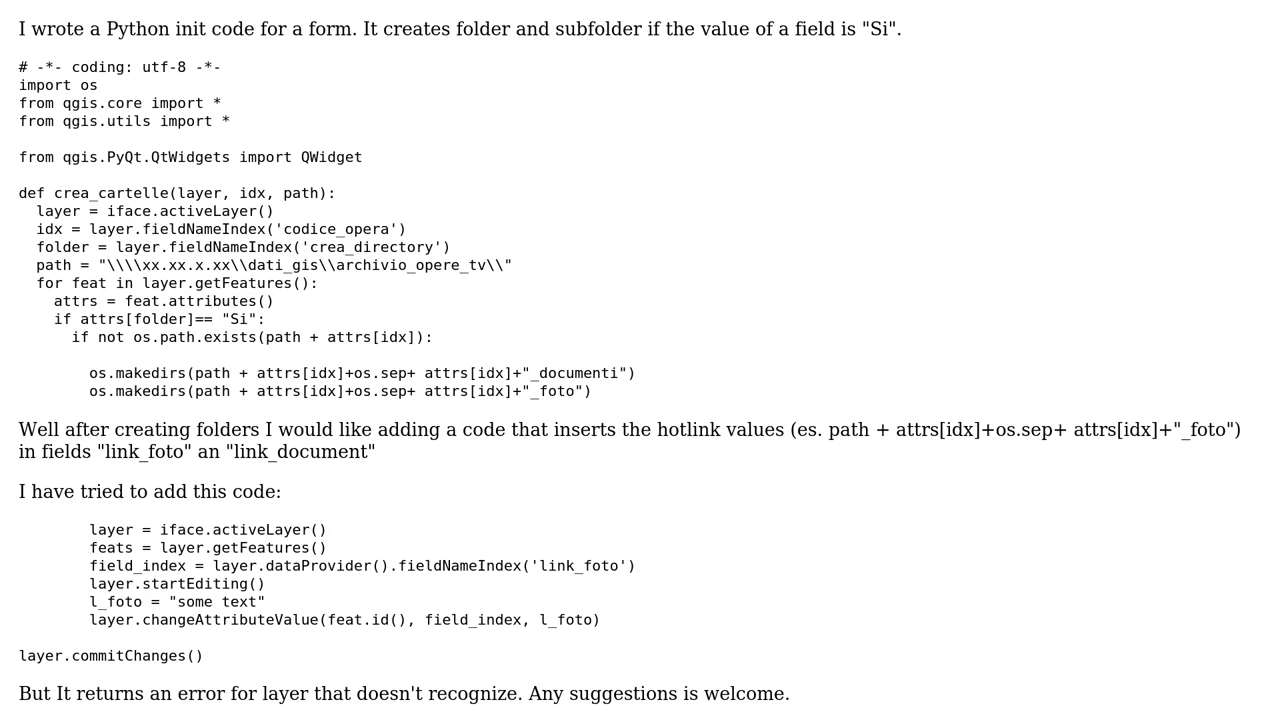 I wrote a Python init code for a form. It creates folder and subfolder if the value of a field is "Si".
# -*- coding: utf-8 -*-
import os
from qgis.core import *
from qgis.utils import *
from qgis.PyQt.QtWidgets import QWidget
def crea_cartelle(layer, idx, path):
  layer = iface.activeLayer()
  idx = layer.fieldNameIndex('codice_opera')
  folder = layer.fieldNameIndex('crea_directory')
  path = "\\\\xx.xx.x.xx\\dati_gis\\archivio_opere_tv\\"
  for feat in layer.getFeatures():
    attrs = feat.attributes()
    if attrs[folder]== "Si":
      if not os.path.exists(path + attrs[idx]):
        os.makedirs(path + attrs[idx]+os.sep+ attrs[idx]+"_documenti")
        os.makedirs(path + attrs[idx]+os.sep+ attrs[idx]+"_foto")
Well after creating folders I would like adding a code that inserts the hotlink values (es. path + attrs[idx]+os.sep+ attrs[idx]+"_foto")
in fields "link_foto" an "link_document"
I have tried to add this code:
        layer = iface.activeLayer()
        feats = layer.getFeatures()
        field_index = layer.dataProvider().fieldNameIndex('link_foto')
        layer.startEditing()
        l_foto = "some text"
        layer.changeAttributeValue(feat.id(), field_index, l_foto)
layer.commitChanges()
But It returns an error for layer that doesn't recognize. Any suggestions is welcome.